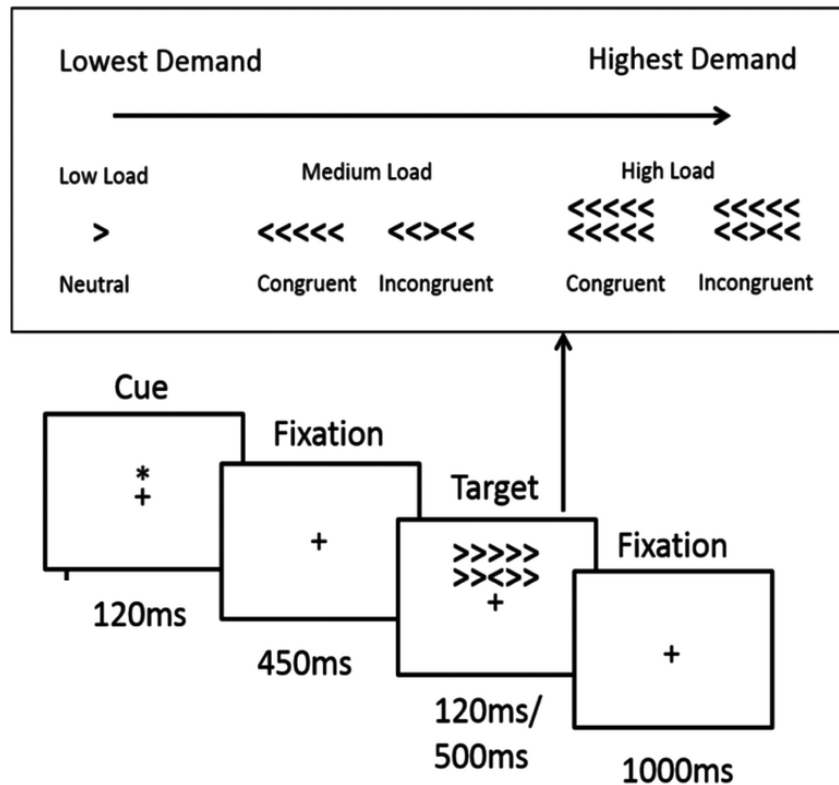 Lowest Demand Highest Demand
Low Load Medium Load High Load
<<<<< <<<<<
> <<<<< <<><< <<<<< <<><<
Neutral Congruent Incongruent Congruent Incongruent
Cue
Fixation
*
+
Target
+
Fixation
>>>>>
>><>>
+
120ms
+
450ms
120ms/
500ms
1000ms